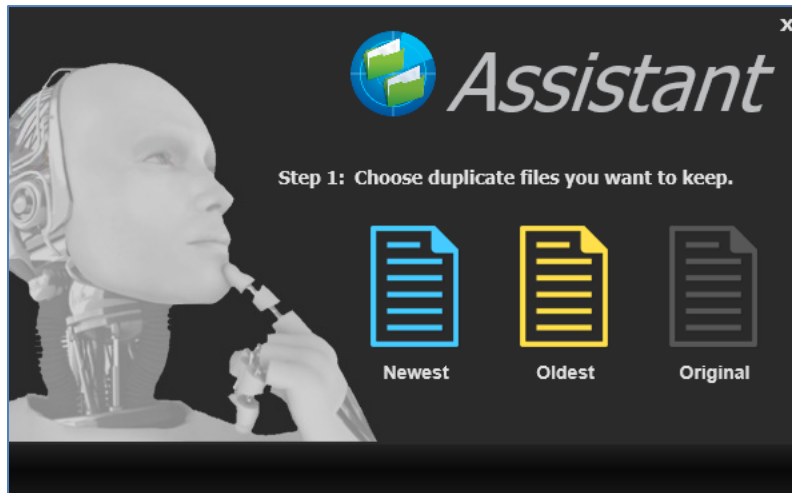 x
Assistant
Step 1: Choose duplicate files you want to keep.
Newest
Oldest
Original